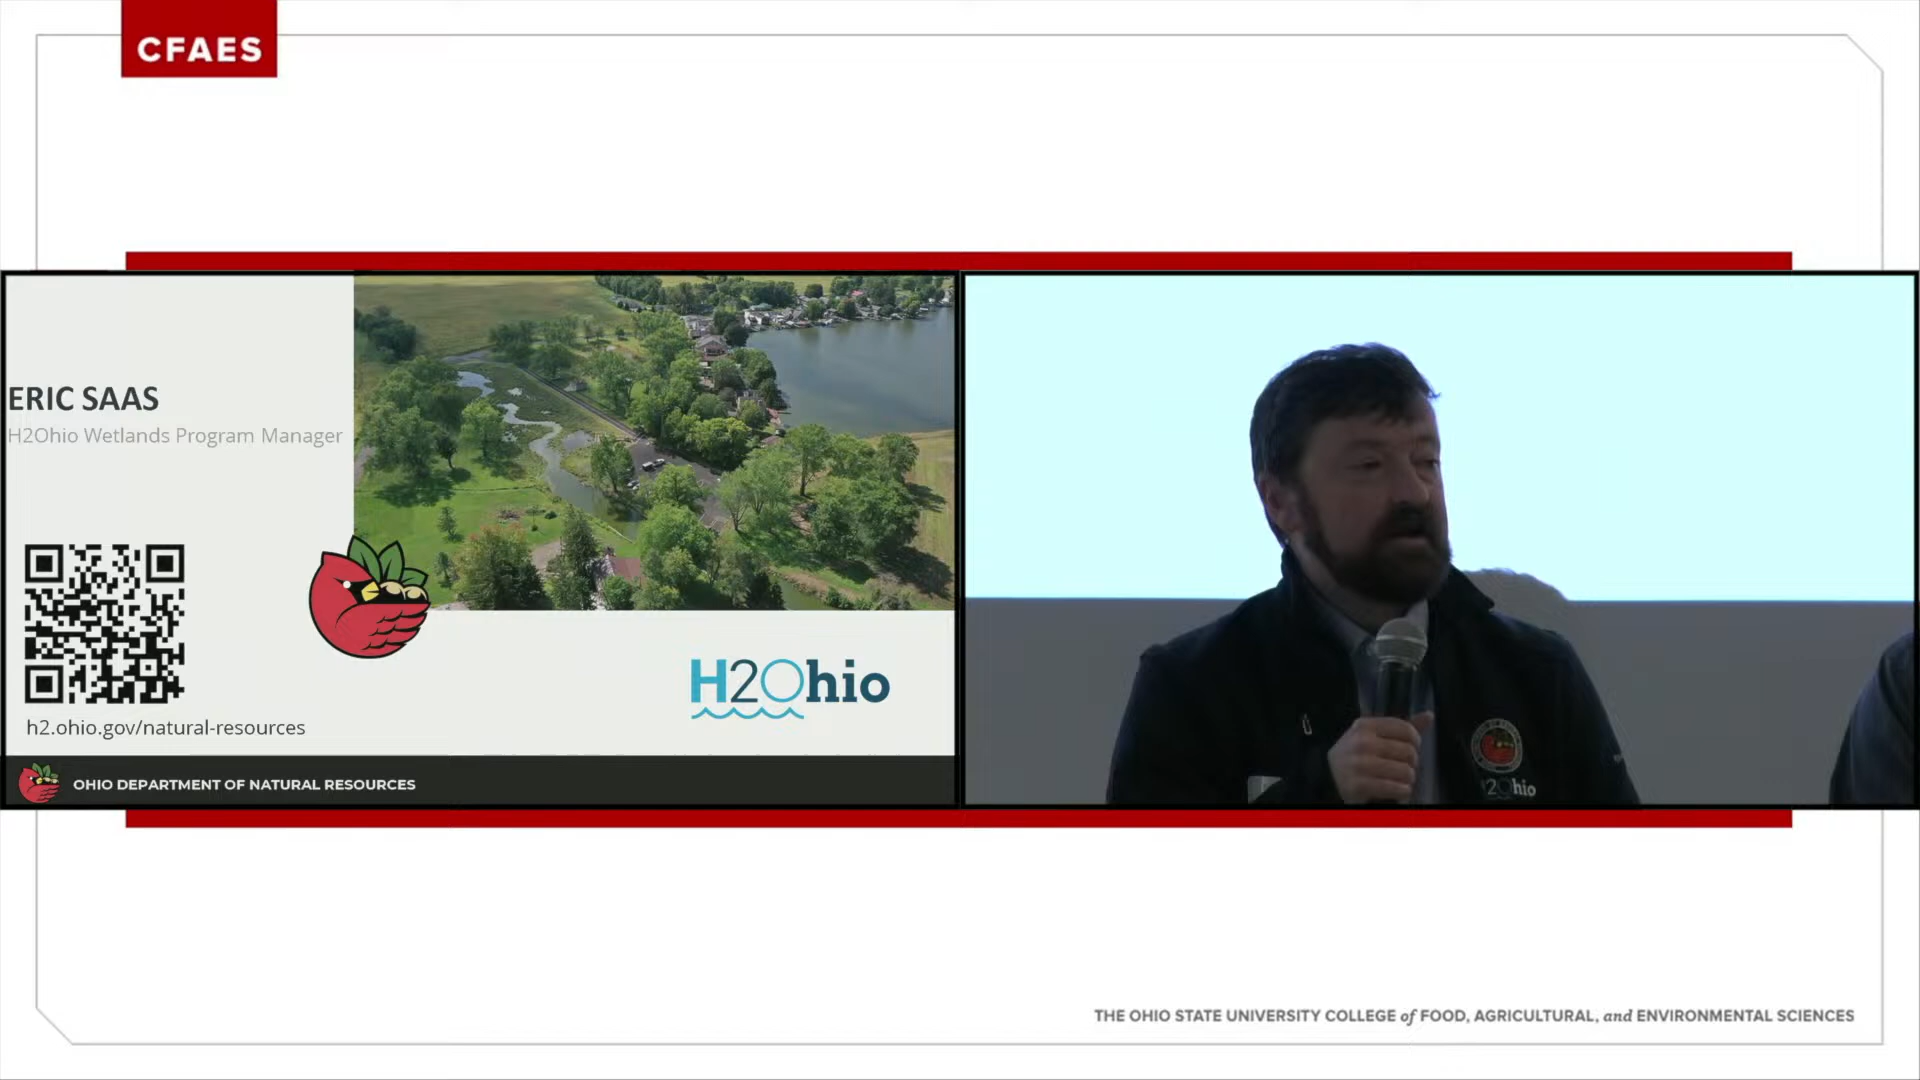 CFAES
ERIC SAAS
H2Ohio Wetlands Program Manager
h2.ohio.gov/natural-resources
H2Ohio
OHIO DEPARTMENT OF NATURAL RESOURCES
2Ohio
THE OHIO STATE UNIVERSITY COLLEGE of FOOD, AGRICULTURAL, and ENVIRONMENTAL SCIENCES